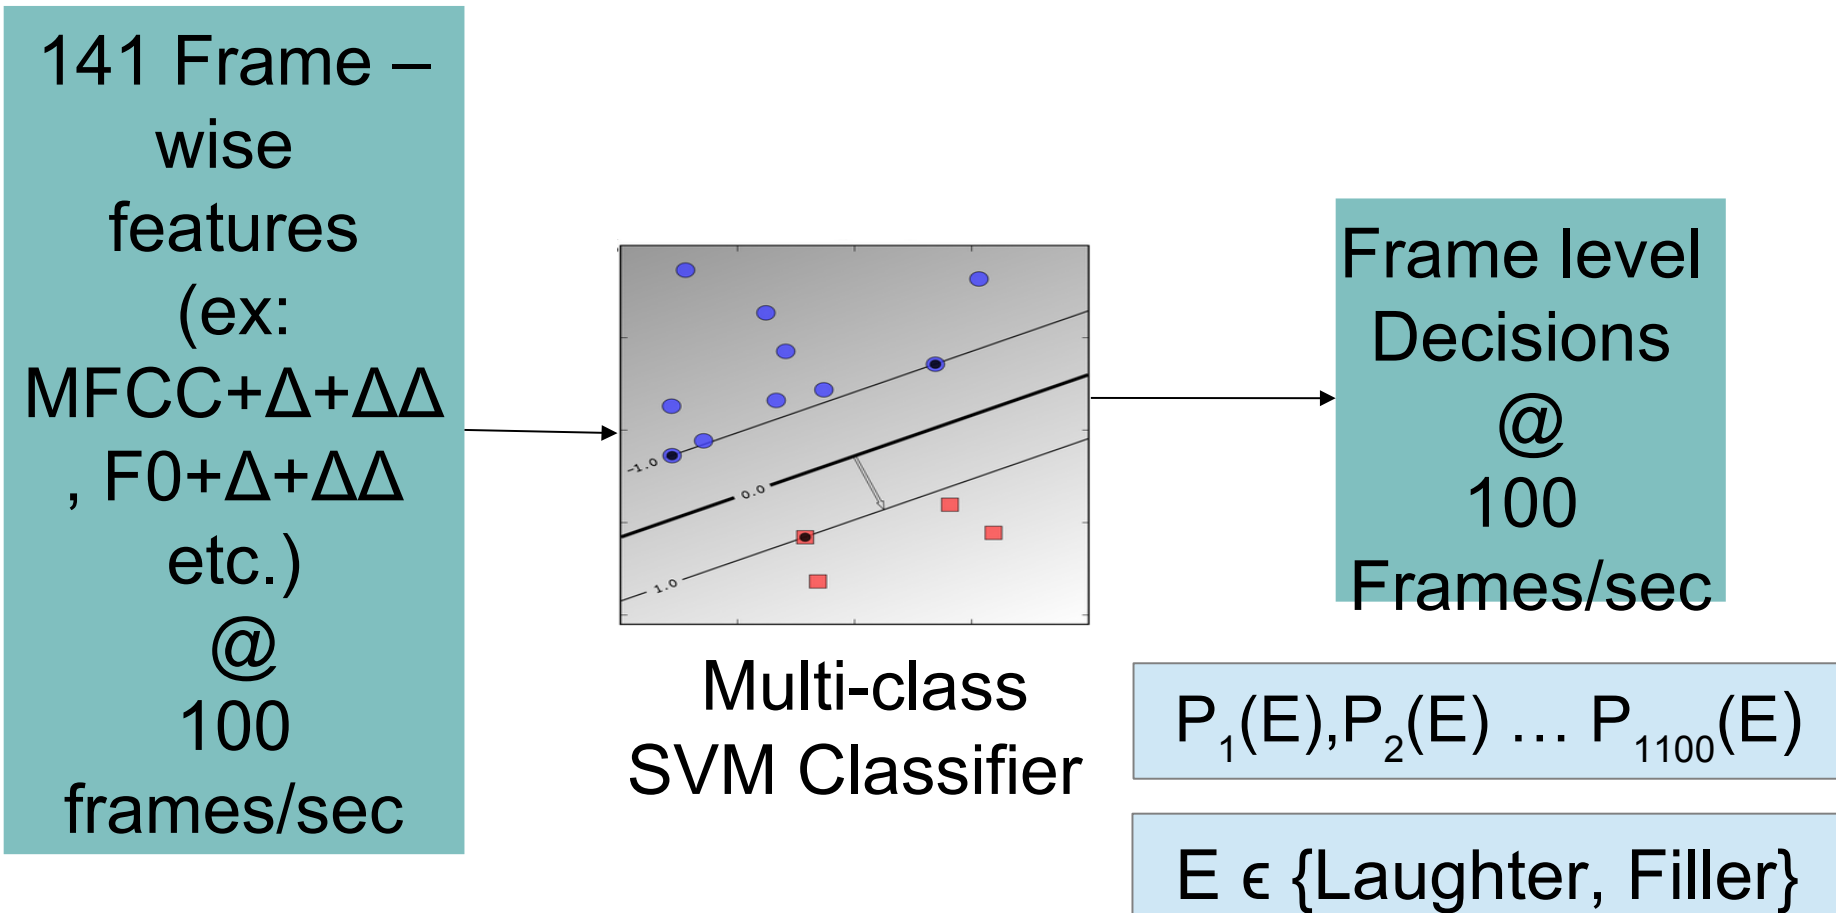 141 Frame –
wise
features
(ex:
MFCC+Δ+ΔΔ
, F0+Δ+ΔΔ
etc.)
@
100
frames/sec
-1.0
0.0
1.0
Multi-class
SVM Classifier
Frame level
Decisions
@
100
Frames/sec
P₁(E),P₂(E) … P₁₁₀₀(E)
E ϵ {Laughter, Filler}